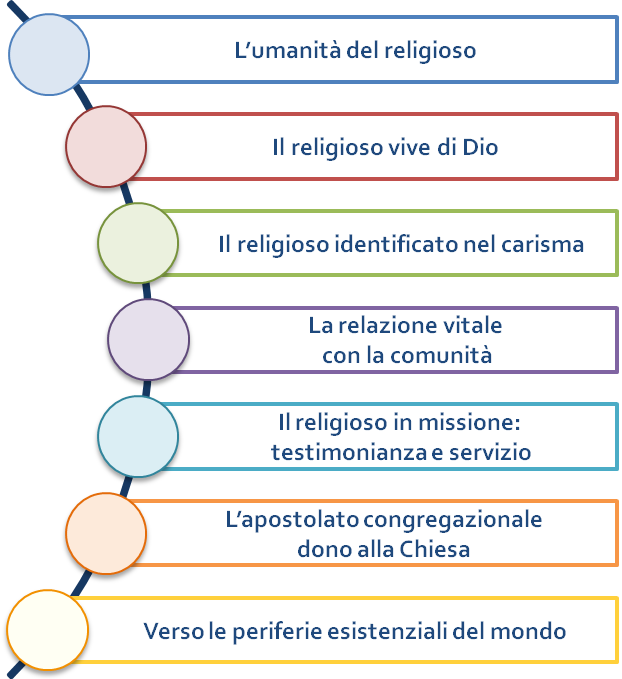 L’umanità del religioso
Il religioso vive di Dio
Il religioso identificato nel carisma
La relazione vitale
con la comunità
Il religioso in missione:
testimonianza e servizio
L’apostolato congregazionale
dono alla Chiesa
Verso le periferie esistenziali del mondo